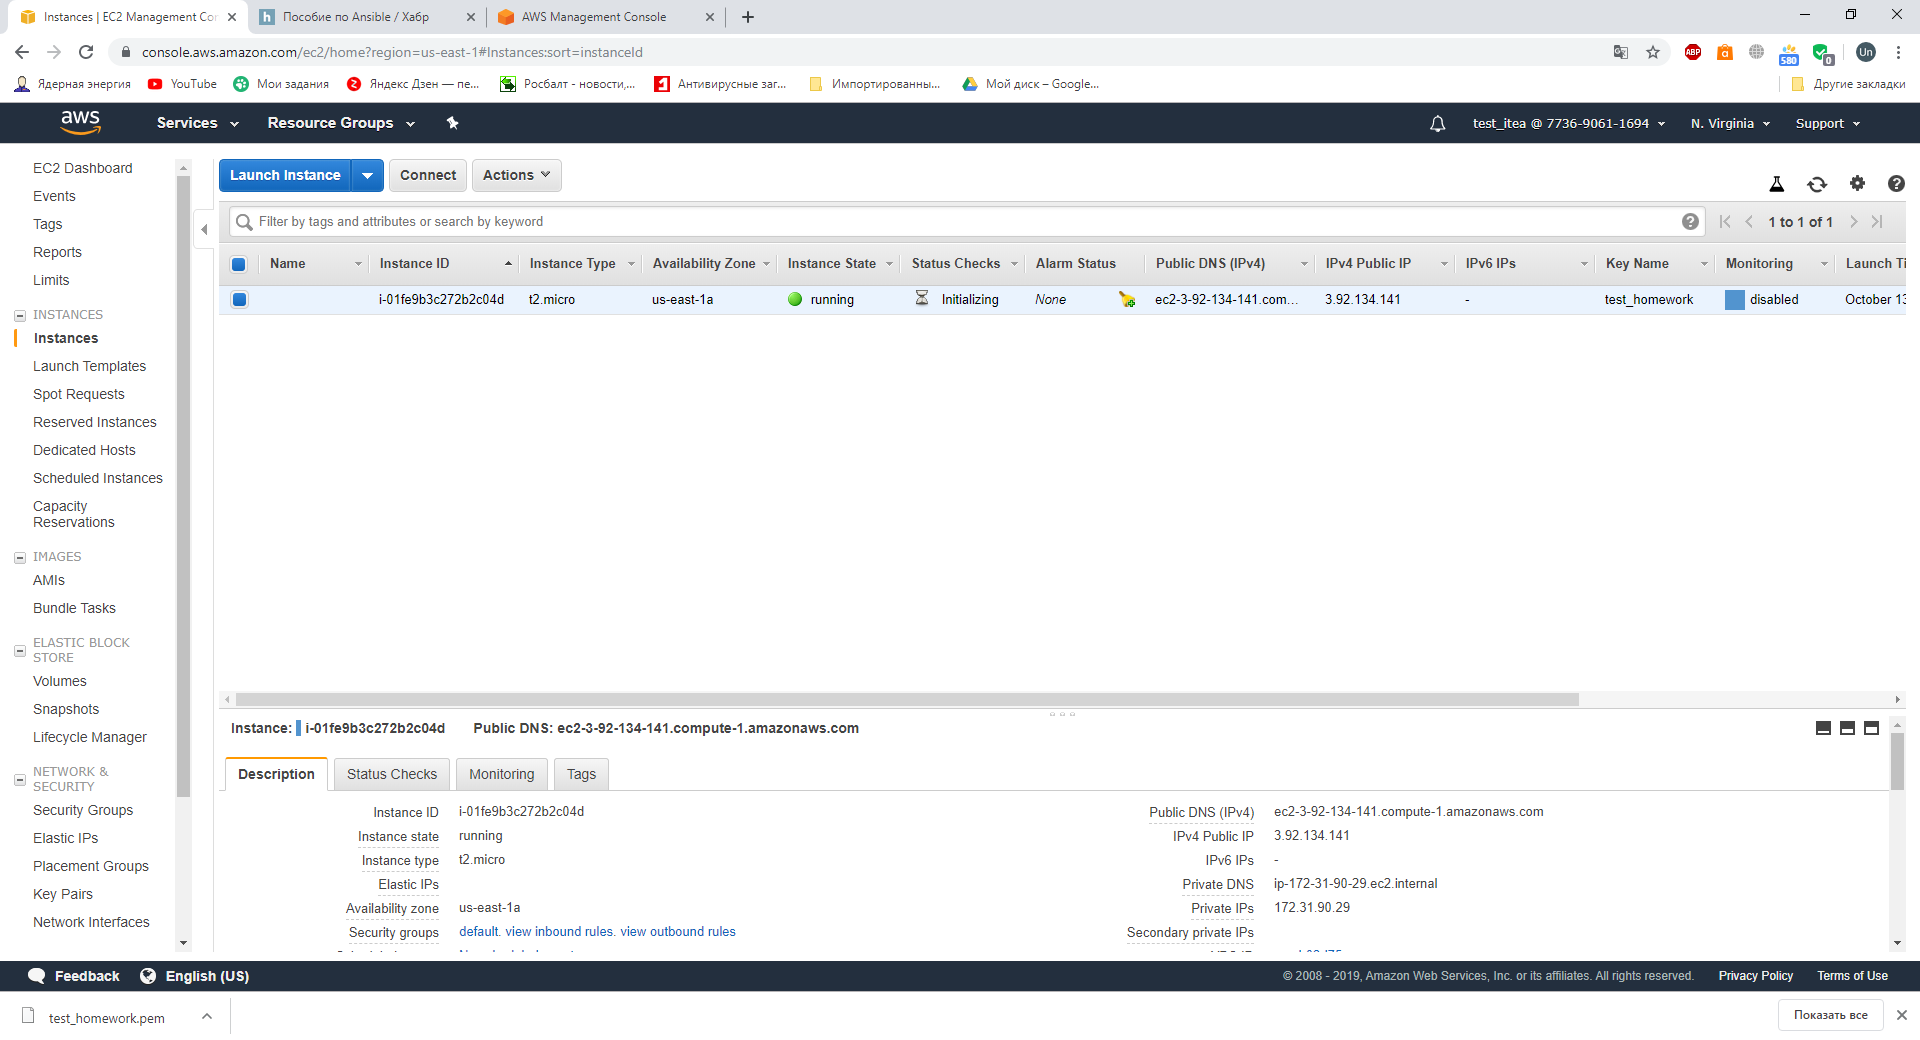 Instances | EC2 Management Con
Пособие по Ansible / Хабр
AWS Management Console
console.aws.amazon.com/ec2/home?region=us-east-1#Instances:sort=instanceId
ABP
a
580
0
Un
Ядерная энергия
YouTube
Мои задания
Яндекс Дзен — пе...
Росбалт - новости,...
Антивирусные заг...
Импортированны...
Мой диск – Google...
Другие закладки
aws
Services
Resource Groups
test_itea @ 7736-9061-1694
N. Virginia
Support
EC2 Dashboard
Events
Tags
Reports
Limits
INSTANCES
Instances
Launch Templates
Spot Requests
Reserved Instances
Dedicated Hosts
Scheduled Instances
Capacity
Reservations
IMAGES
AMIs
Bundle Tasks
ELASTIC BLOCK
STORE
Volumes
Snapshots
Lifecycle Manager
NETWORK &
SECURITY
Security Groups
Elastic IPs
Placement Groups
Key Pairs
Network Interfaces
Launch Instance
Connect
Actions
Filter by tags and attributes or search by keyword
1 to 1 of 1
Name Instance ID Instance Type Availability Zone Instance State Status Checks Alarm Status Public DNS (IPv4) IPv4 Public IP IPv6 IPs Key Name Monitoring Launch Ti
i-01fe9b3c272b2c04d t2.micro us-east-1a running Initializing None ec2-3-92-134-141.com... 3.92.134.141 - test_homework disabled October 13
Instance: i-01fe9b3c272b2c04d Public DNS: ec2-3-92-134-141.compute-1.amazonaws.com
Description
Status Checks
Monitoring
Tags
Instance ID i-01fe9b3c272b2c04d
Instance state running
Instance type t2.micro
Elastic IPs
Availability zone us-east-1a
Security groups default. view inbound rules. view outbound rules
Public DNS (IPv4) ec2-3-92-134-141.compute-1.amazonaws.com
IPv4 Public IP 3.92.134.141
IPv6 IPs -
Private DNS ip-172-31-90-29.ec2.internal
Private IPs 172.31.90.29
Secondary private IPs
Feedback
English (US)
© 2008 - 2019, Amazon Web Services, Inc. or its affiliates. All rights reserved.
Privacy Policy
Terms of Use
test_homework.pem
Показать все